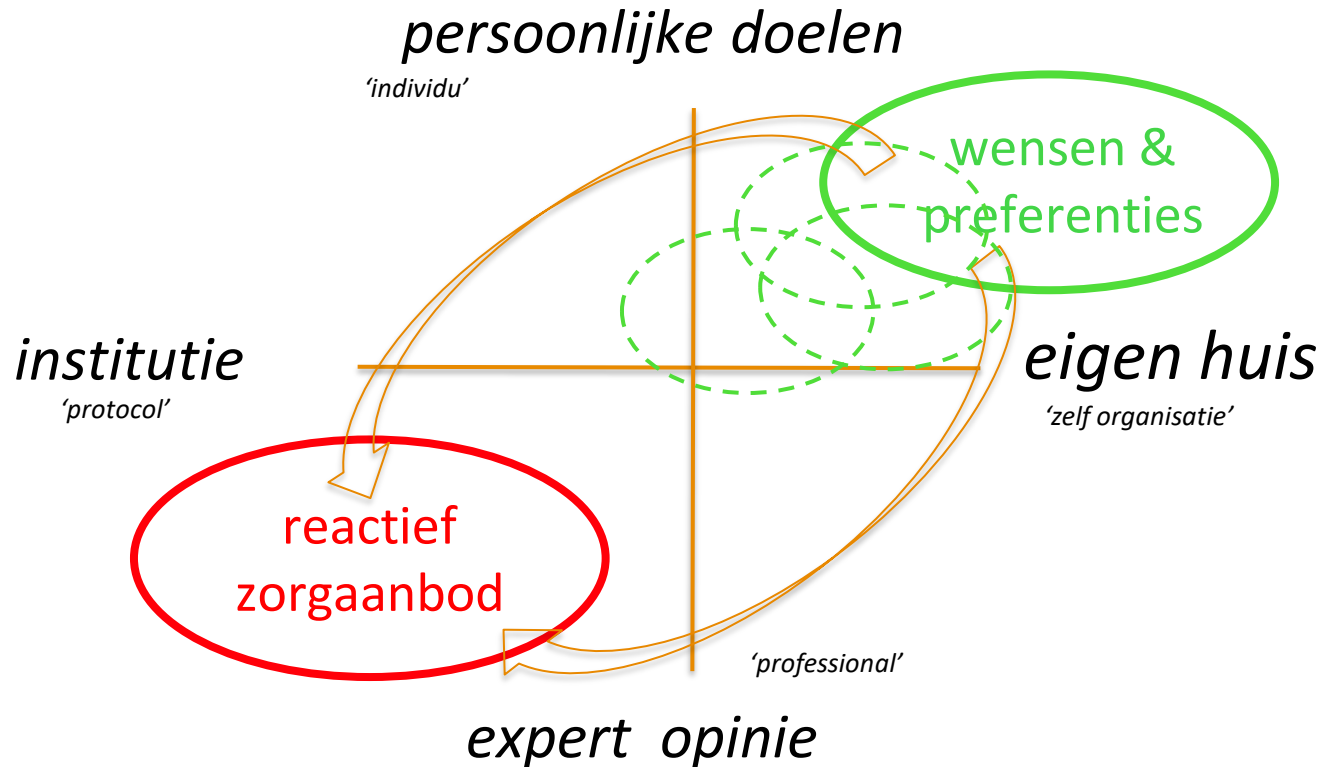 persoonlijke doelen
‘individu’
wensen &
preferenties
institutie
‘protocol’
eigen huis
‘zelf organisatie’
reactief
zorgaanbod
‘professional’
expert opinie